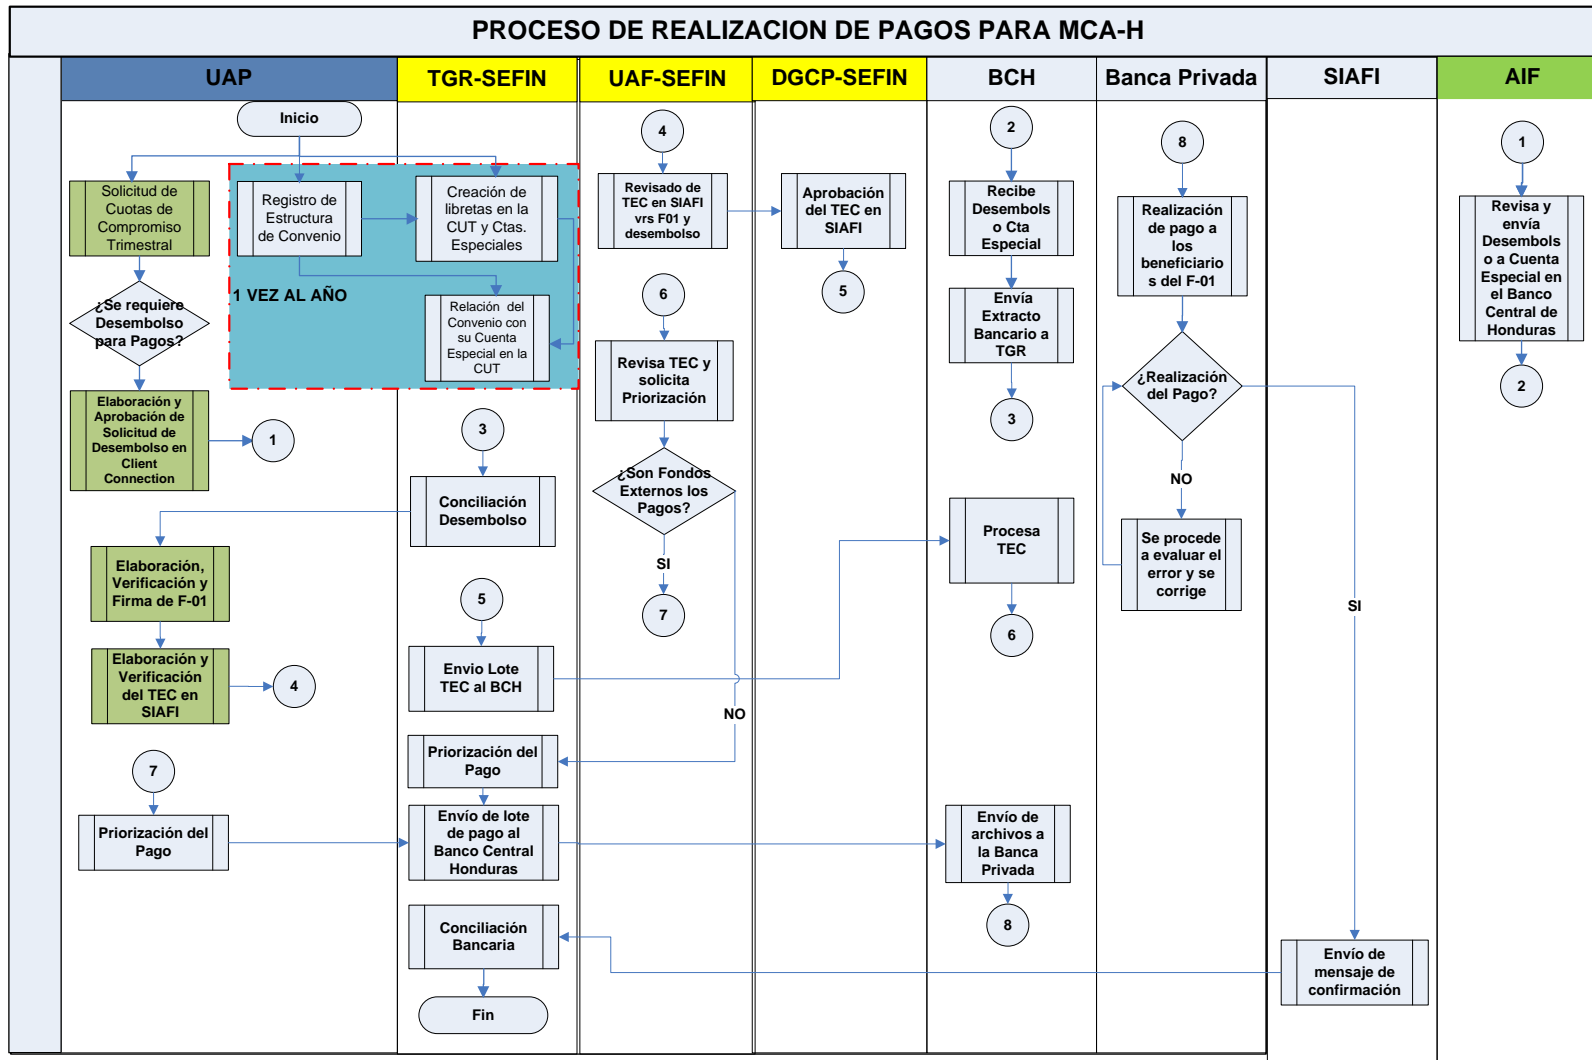 PROCESO DE REALIZACION DE PAGOS PARA MCA-H
UAP
TGR-SEFIN
UAF-SEFIN
DGCP-SEFIN
BCH
Banca Privada
SIAFI
AIF
Inicio
Solicitud de
Cuotas de
Compromiso
Trimestral
¿Se requiere
Desembolso
para Pagos?
Elaboración y
Aprobación de
Solicitud de
Desembolso en
Client
Connection
1
Registro de
Estructura
de Convenio
1 VEZ AL AÑO
Creación de
libretas en la
CUT y Ctas.
Especiales
Relación del
Convenio con
su Cuenta
Especial en la
CUT
Elaboración,
Verificación y
Firma de F-01
Elaboración y
Verificación
del TEC en
SIAFI
4
7
Priorización del
Pago
3
Conciliación
Desembolso
5
Envio Lote
TEC al BCH
Priorización del
Pago
Envío de lote
de pago al
Banco Central
Honduras
Conciliación
Bancaria
Fin
4
Revisado de
TEC en SIAFI
vrs F01 y
desembolso
6
Revisa TEC y
solicita
Priorización
¿Son Fondos
Externos los
Pagos?
SI
7
NO
Aprobación
del TEC en
SIAFI
5
2
Recibe
Desembols
o Cta
Especial
Envía
Extracto
Bancario a
TGR
3
Procesa
TEC
6
Envío de
archivos a
la Banca
Privada
8
8
Realización
de pago a
los
beneficiario
s del F-01
¿Realización
del Pago?
NO
Se procede
a evaluar el
error y se
corrige
SI
Envío de
mensaje de
confirmación
1
Revisa y
envía
Desembols
o a Cuenta
Especial en
el Banco
Central de
Honduras
2